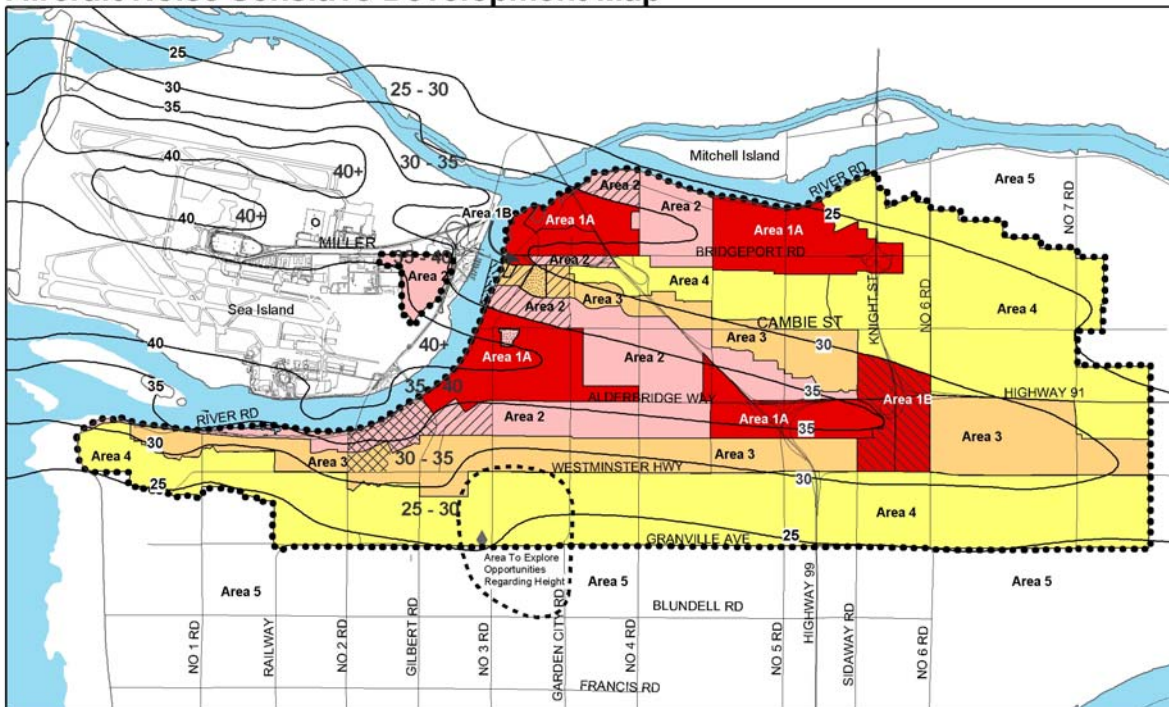 25
25 - 30
30
35
30 - 35
40
40+
40
40+
Mitchell Island
RIVER RD
Area 5
NO 7 RD
Area 2
Area 2
Area 1B
Area 1A
Area 1A
25
MILLER
BRIDGEPORT RD
Area 2
Area 2
Area 4
Area 4
Sea Island
Area 2
Area 3
CAMBIE ST
KNIGHT ST
NO 6 RD
Area 3
30
40
40+
Area 1A
Area 2
35
35 - 40
35
HIGHWAY 91
ALDERBRIDGE WAY
Area 1B
RIVER RD
Area 2
Area 1A
35
30
Area 3
Area 4
Area 3
30 - 35
Area 3
WESTMINSTER HWY
30
25
25 - 30
Area 4
25
GRANVILLE AVE
Area To Explore
Opportunities
Regarding Height
Area 5
Area 5
Area 5
BLUNDELL RD
NO 1 RD
RAILWAY
NO 2 RD
GILBERT RD
NO 3 RD
GARDEN CITY RD
NO 4 RD
NO 5 RD
HIGHWAY 99
SIDAWAY RD
NO 6 RD
FRANCIS RD